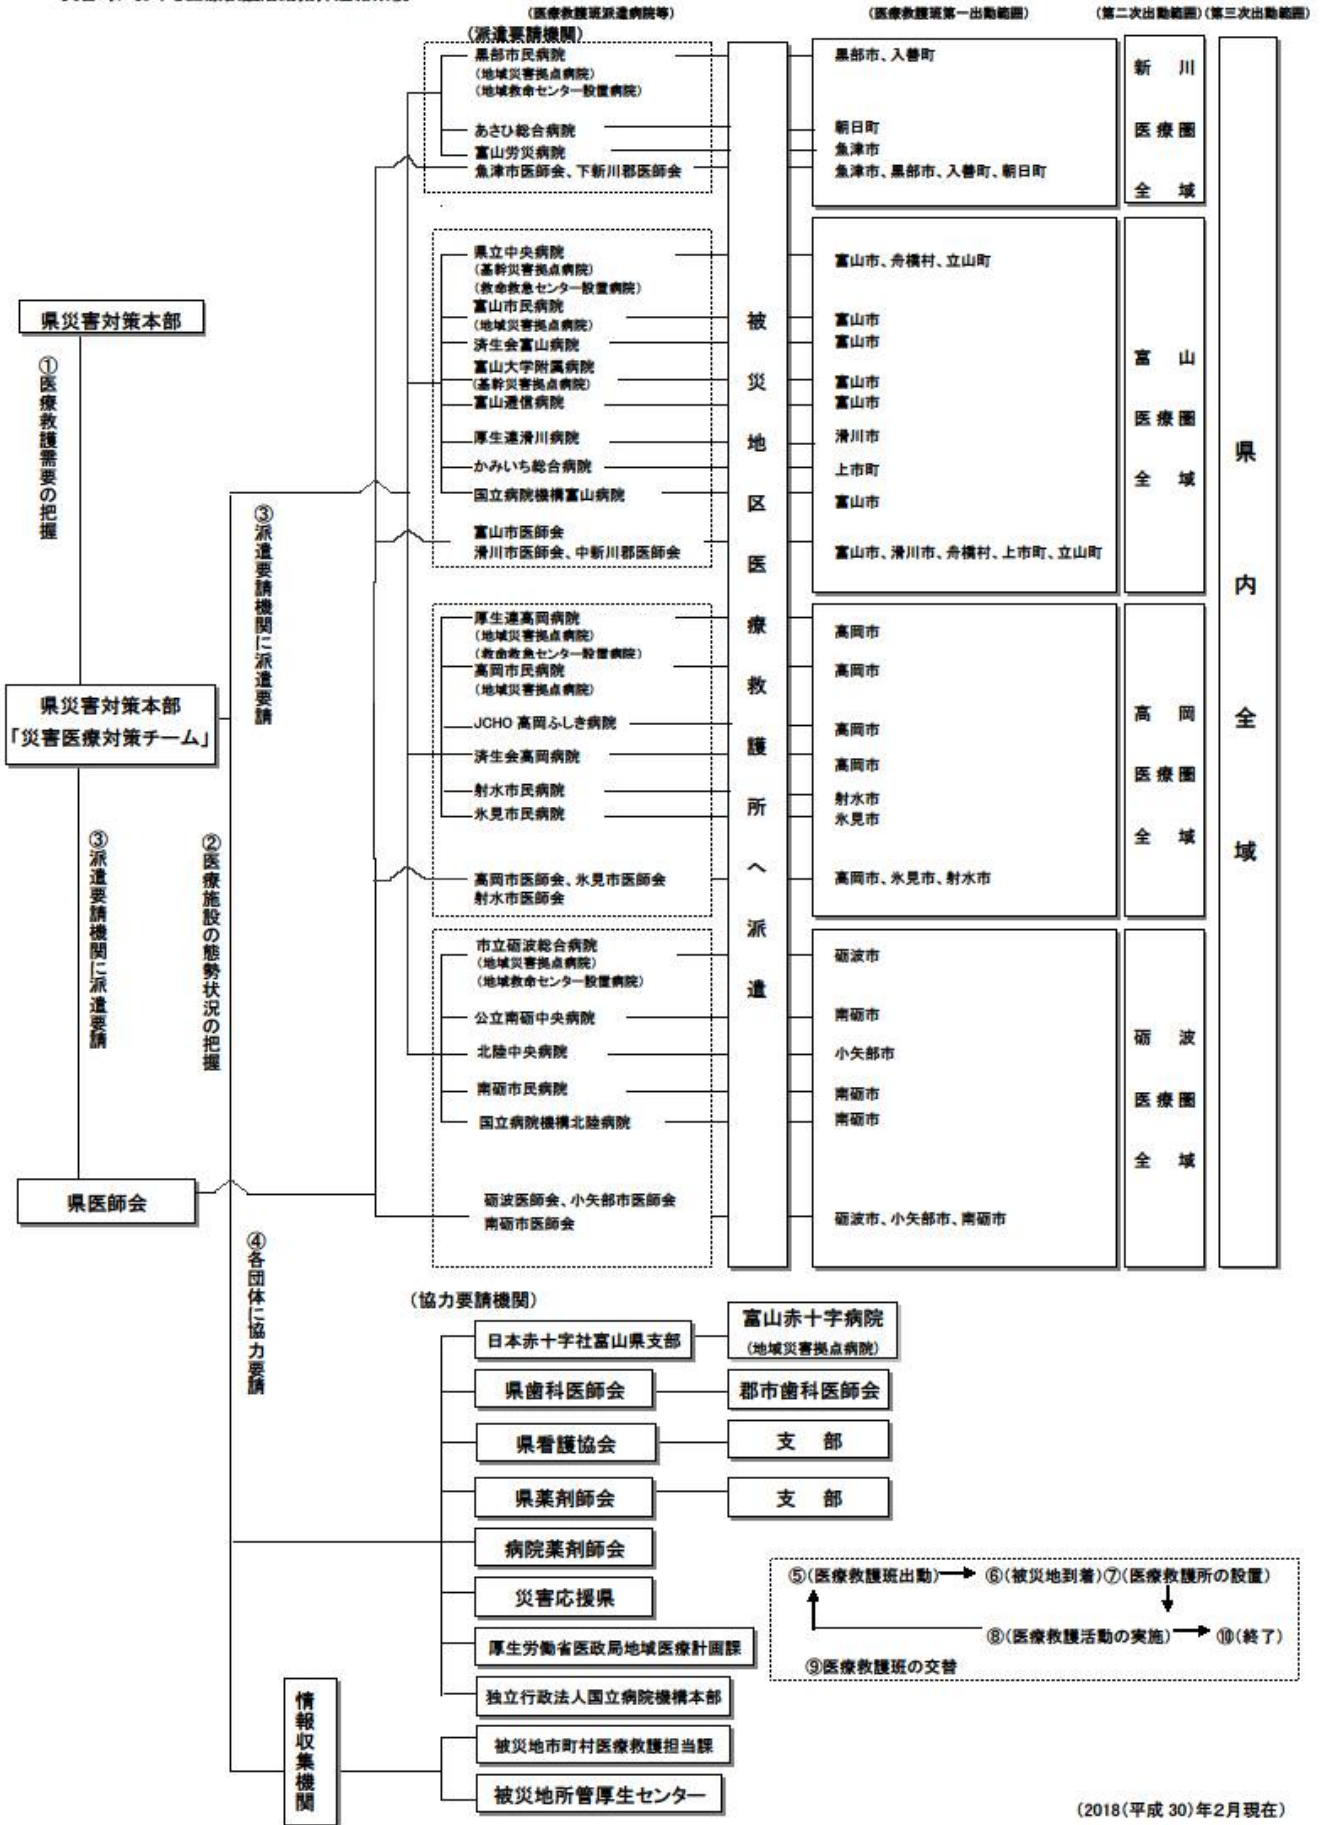 (医療救護班派遣病院等)
(医療救護班第一出動範囲)
(第二次出動範囲)(第三次出動範囲)
(派遣要請機関)
黒部市民病院
(地域災害拠点病院)
(地域救命センター設置病院)
あさひ総合病院
富山労災病院
魚津市医師会、下新川郡医師会
黒部市、入善町
朝日町
魚津市
魚津市、黒部市、入善町、朝日町
新川
医療圏
全域
県立中央病院
(基幹災害拠点病院)
(救命救急センター設置病院)
富山市民病院
(地域災害拠点病院)
済生会富山病院
富山大学附属病院
(基幹災害拠点病院)
富山逓信病院
厚生連滑川病院
かみいち総合病院
国立病院機構富山病院
富山市医師会
滑川市医師会、中新川郡医師会
富山市、舟橋村、立山町
富山市
富山市
富山市
富山市
滑川市
上市町
富山市
富山市、滑川市、舟橋村、上市町、立山町
富山
医療圏
全域
厚生連高岡病院
(地域災害拠点病院)
(救命救急センター設置病院)
高岡市民病院
(地域災害拠点病院)
JCHO 高岡ふしき病院
済生会高岡病院
射水市民病院
氷見市民病院
高岡市医師会、氷見市医師会
射水市医師会
高岡市
高岡市
高岡市
高岡市
射水市
氷見市
高岡市、氷見市、射水市
高岡
医療圏
全域
市立砺波総合病院
(地域災害拠点病院)
(地域救命センター設置病院)
公立南砺中央病院
北陸中央病院
南砺市民病院
国立病院機構北陸病院
砺波医師会、小矢部市医師会
南砺市医師会
砺波市
南砺市
小矢部市
南砺市
南砺市
砺波市、小矢部市、南砺市
砺波
医療圏
全域
被災地区医療救護所へ派遣
県内全域
県災害対策本部
①医療救護需要の把握
県災害対策本部
「災害医療対策チーム」
③派遣要請機関に派遣要請
③派遣要請機関に派遣要請
②医療施設の態勢状況の把握
県医師会
④各団体に協力要請
(協力要請機関)
日本赤十字社富山県支部
富山赤十字病院
(地域災害拠点病院)
県歯科医師会
郡市歯科医師会
県看護協会
支部
県薬剤師会
支部
病院薬剤師会
災害応援県
厚生労働省医政局地域医療計画課
独立行政法人国立病院機構本部
情報収集機関
被災地市町村医療救護担当課
被災地所管厚生センター
⑤(医療救護班出動)
⑥(被災地到着)⑦(医療救護所の設置)
⑧(医療救護活動の実施)
⑩(終了)
⑨医療救護班の交替
(2018(平成 30)年2月現在)